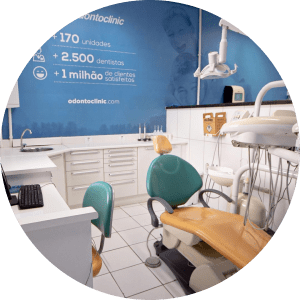 odontoclinic
+ 170 unidades
+ 2.500 dentistas
+ 1 milhão de clientes satisfeitos
odontoclinic.com